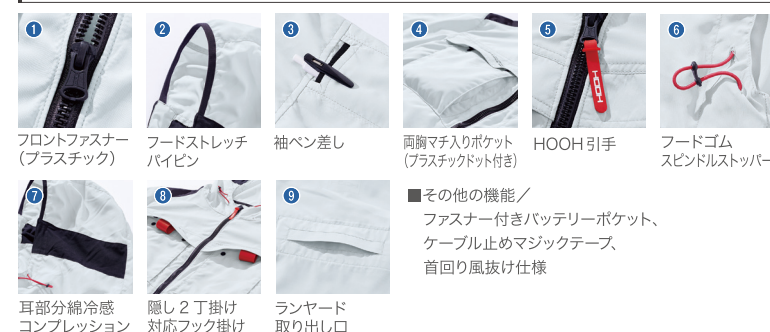 1
フロントファスナー
（プラスチック）
2
フードストレッチ
パイピン
3
袖ペン差し
4
両胸マチ入りポケット
（プラスチックドット付き）
5
HOOH
HOOH引手
6
フードゴム
スピンドルストッパー
7
耳部分綿冷感
コンプレッション
8
隠し２丁掛け
対応フック掛け
9
ランヤード
取り出し口
■その他の機能／
ファスナー付きバッテリーポケット、
ケーブル止めマジックテープ、
首回り風抜け仕様